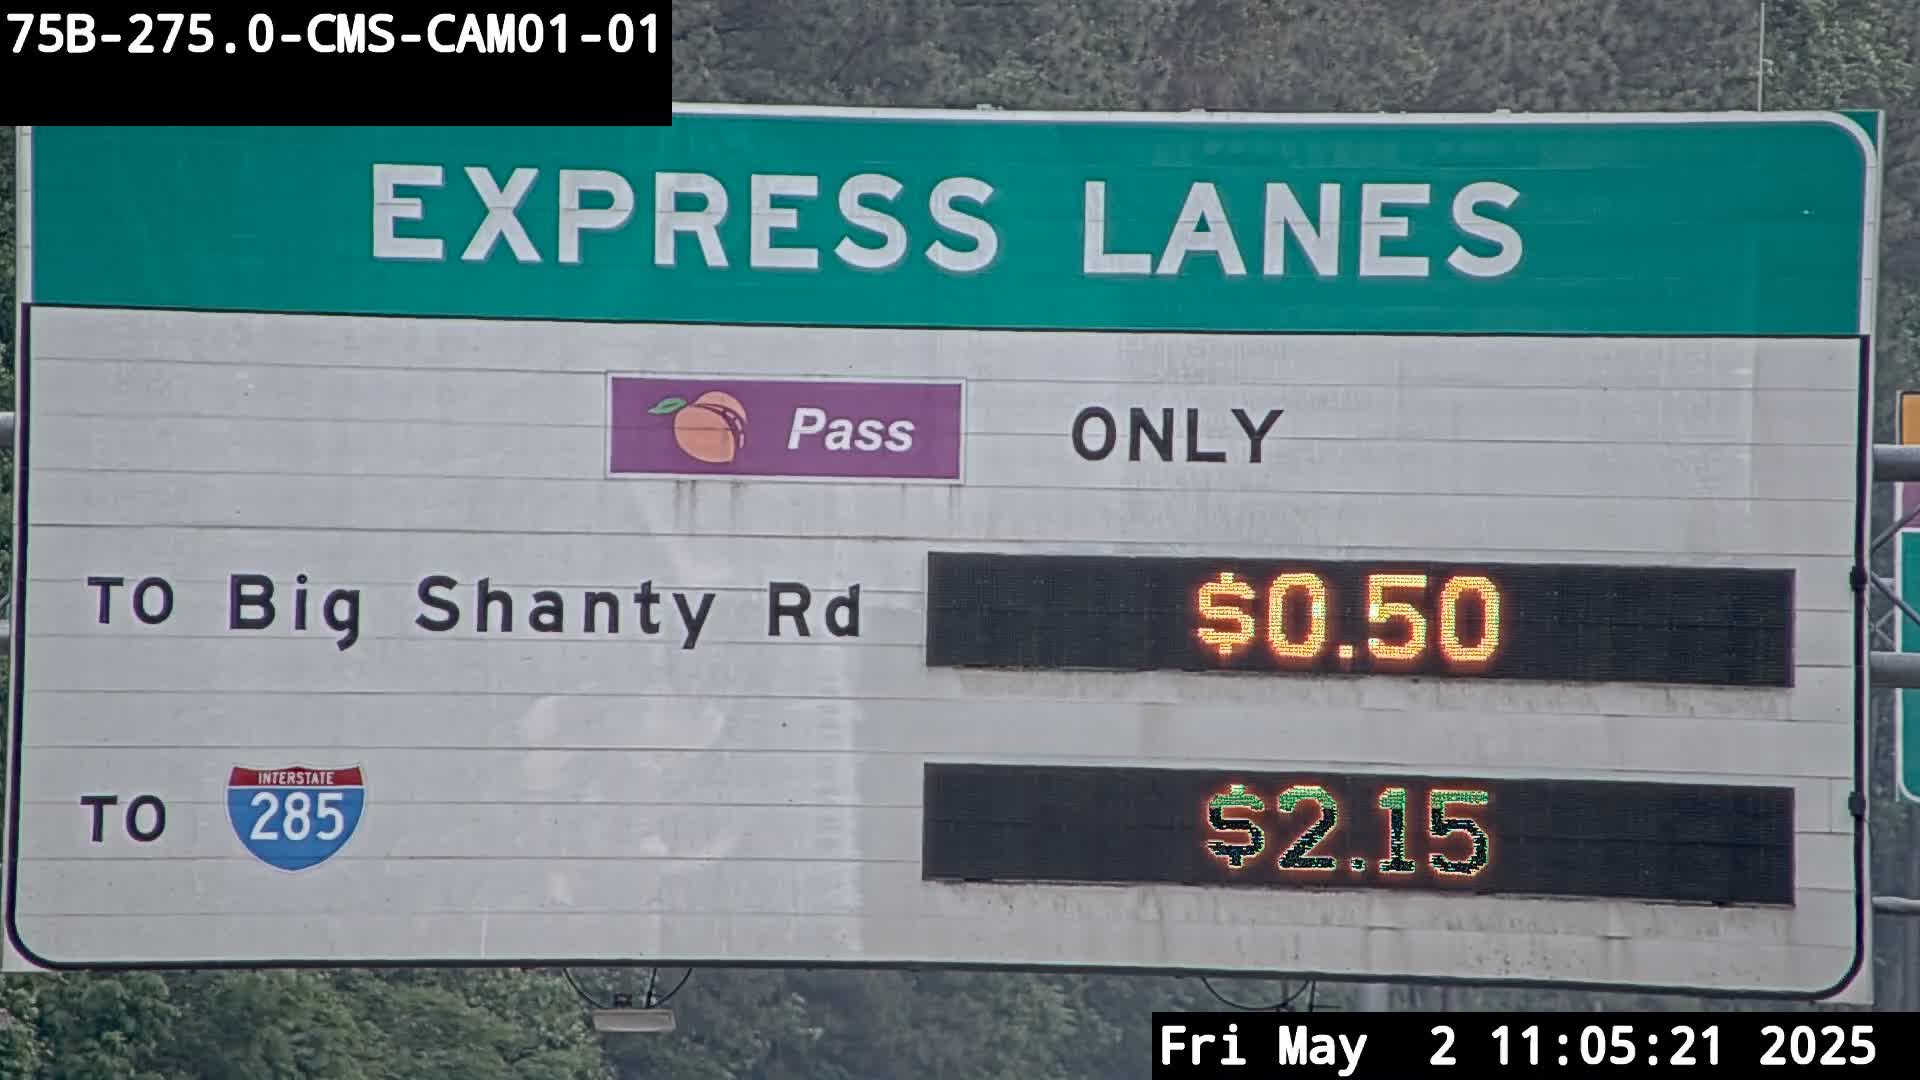 75B-275.0-CMS-CAM01-01
EXPRESS LANES
Pass ONLY
TO Big Shanty Rd $0.50
INTERSTATE
TO 285 $2.15
Fri May 2 11:05:21 2025